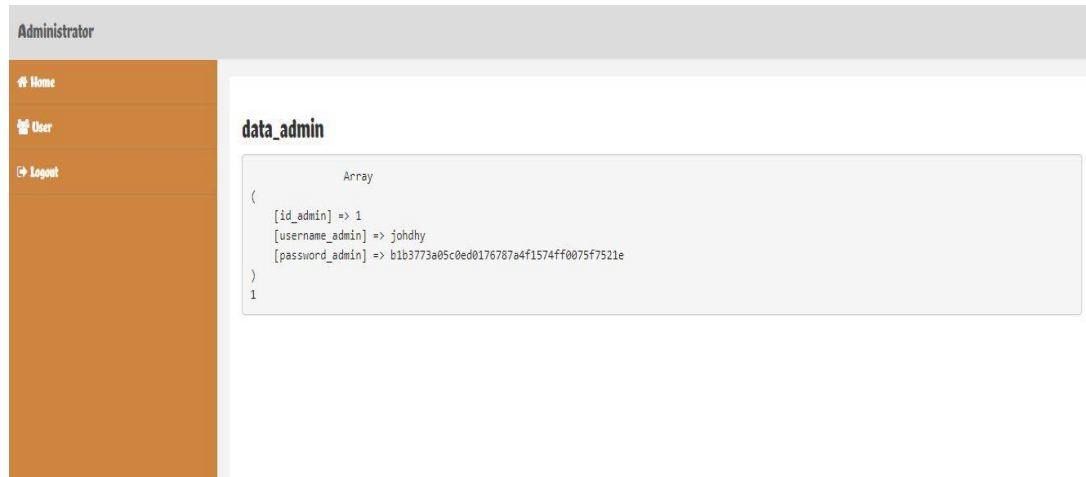 Administrator
Home
User
Logout
data_admin
Array
(
[id_admin] => 1
[username_admin] => johdhy
[password_admin] => b1b3773a05c0ed0176787a4f1574ff0075f7521e
)
1